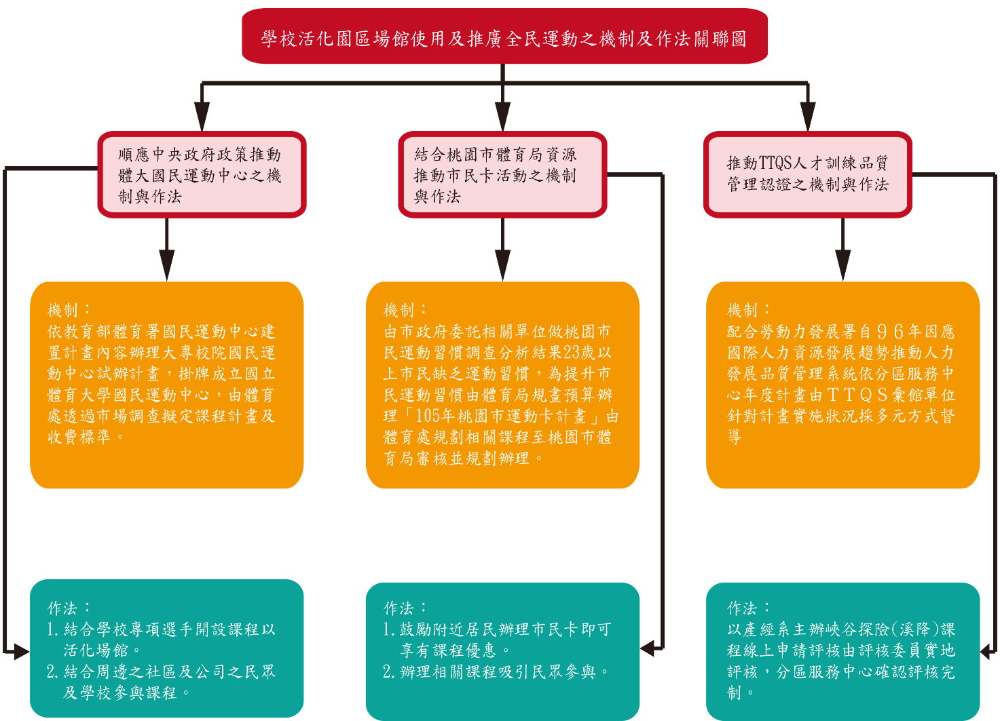 學校活化園區場館使用及推廣全民運動之機制及作法關聯圖
順應中央政府政策推動
體大國民運動中心之機
制與作法
結合桃園市體育局資源
推動市民卡活動之機制
與作法
推動TTQS人才訓練品質
管理認證之機制與作法
機制：
依教育部體育署國民運動中心建
置計畫內容辦理大專校院國民運
動中心試辦計畫，掛牌成立國立
體育大學國民運動中心，由體育
處透過市場調查擬定課程計畫及
收費標準。
機制：
由市政府委託相關單位做桃園市
民運動習慣調查分析結果23歲以
上市民缺乏運動習慣，為提升市
民運動習慣由體育局規畫預算辦
理「105年桃園市運動卡計畫」由
體育處規劃相關課程至桃園市體
育局審核並規劃辦理。
機制：
配合勞動力發展署自９６年因應
國際人力資源發展趨勢推動人力
發展品質管理系統依分區服務中
心年度計畫由ＴＴＱＳ彙館單位
針對計畫實施狀況採多元方式督
導
作法：
1.結合學校專項選手開設課程以
活化場館。
2.結合周邊之社區及公司之民眾
及學校參與課程。
作法：
1.鼓勵附近居民辦理市民卡即可
享有課程優惠。
2.辦理相關課程吸引民眾參與。
作法：
以產經系主辦峽谷探險(溪降)課
程線上申請評核由評核委員實地
評核，分區服務中心確認評核完
制。